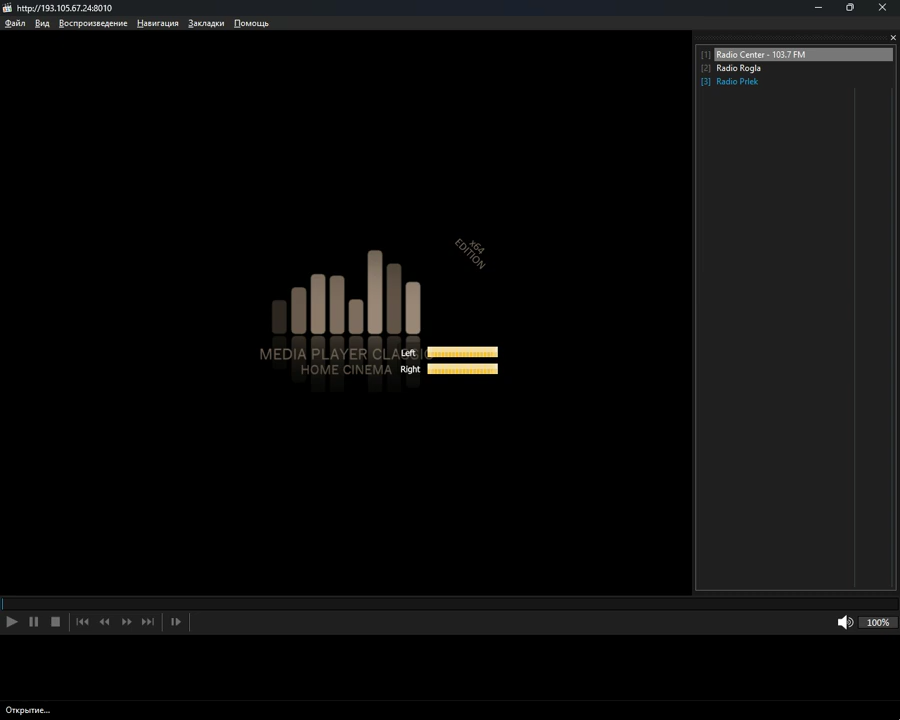 http://193.105.67.24:8010
Файл Вид Воспроизведение Навигация Закладки Помощь
[1] Radio Center - 103.7 FM
[2] Radio Rogla
[3] Radio Prlek
x64
EDITION
MEDIA PLAYER CLASSIC
HOME CINEMA
Left
Right
100%
Открытие...